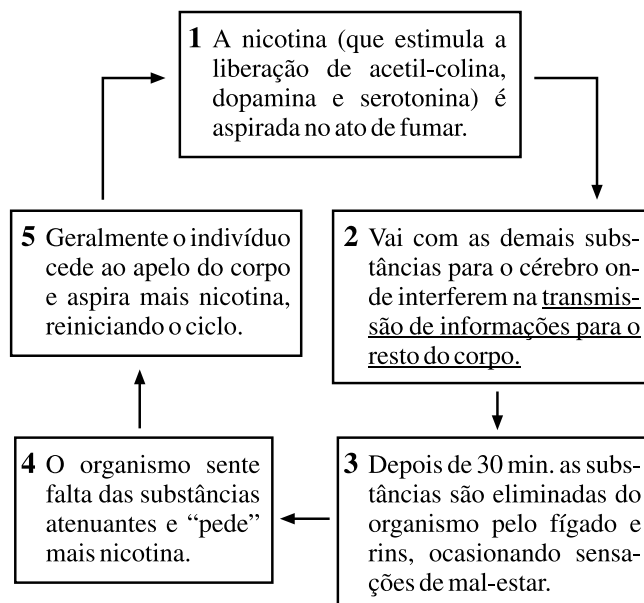 1 A nicotina (que estimula a
liberação de acetil-colina,
dopamina e serotonina) é
aspirada no ato de fumar.
2 Vai com as demais subs-
tâncias para o cérebro on-
de interferem na transmis-
são de informações para o
resto do corpo.
3 Depois de 30 min. as subs-
tâncias são eliminadas do
organismo pelo fígado e
rins, ocasionando sensa-
ções de mal-estar.
4 O organismo sente
falta das substâncias
atenuantes e “pede”
mais nicotina.
5 Geralmente o indivíduo
cede ao apelo do corpo
e aspira mais nicotina,
reiniciando o ciclo.